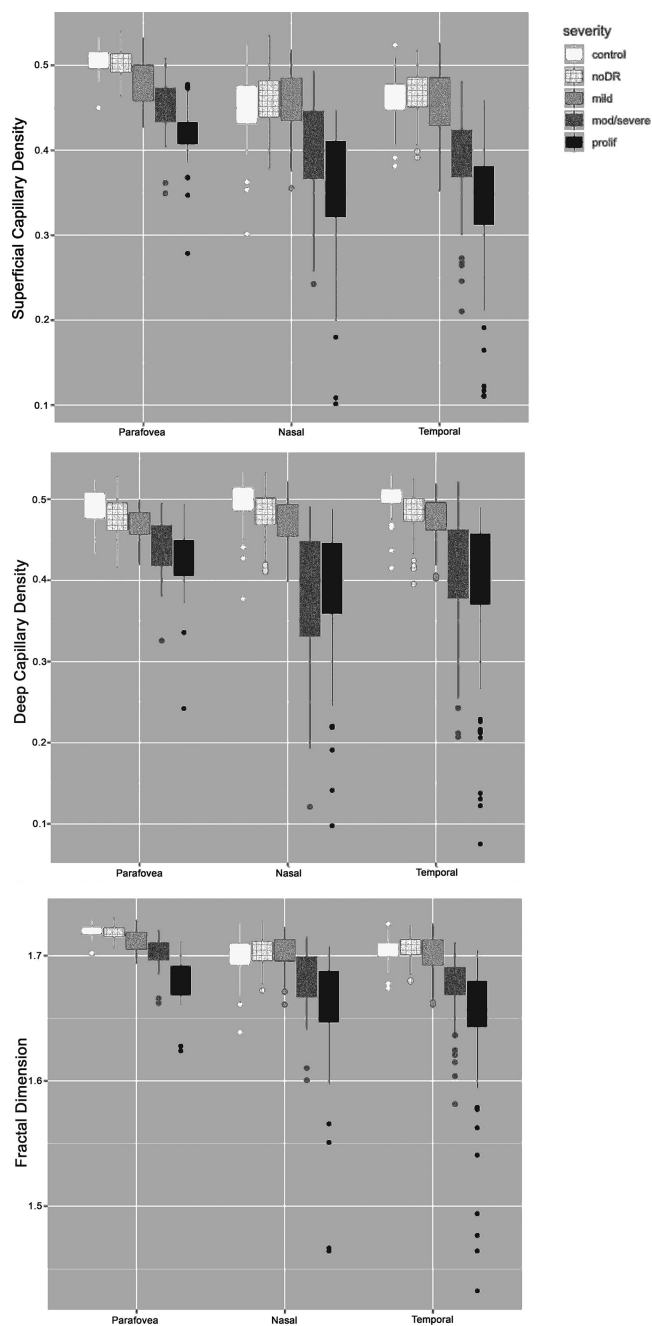 severity
control
noDR
mild
mod/severe
prolif
Superficial Capillary Density
0.5
0.4
0.3
0.2
0.1
Parafovea Nasal Temporal
Deep Capillary Density
0.5
0.4
0.3
0.2
0.1
Parafovea Nasal Temporal
Fractal Dimension
1.7
1.6
1.5
Parafovea Nasal Temporal